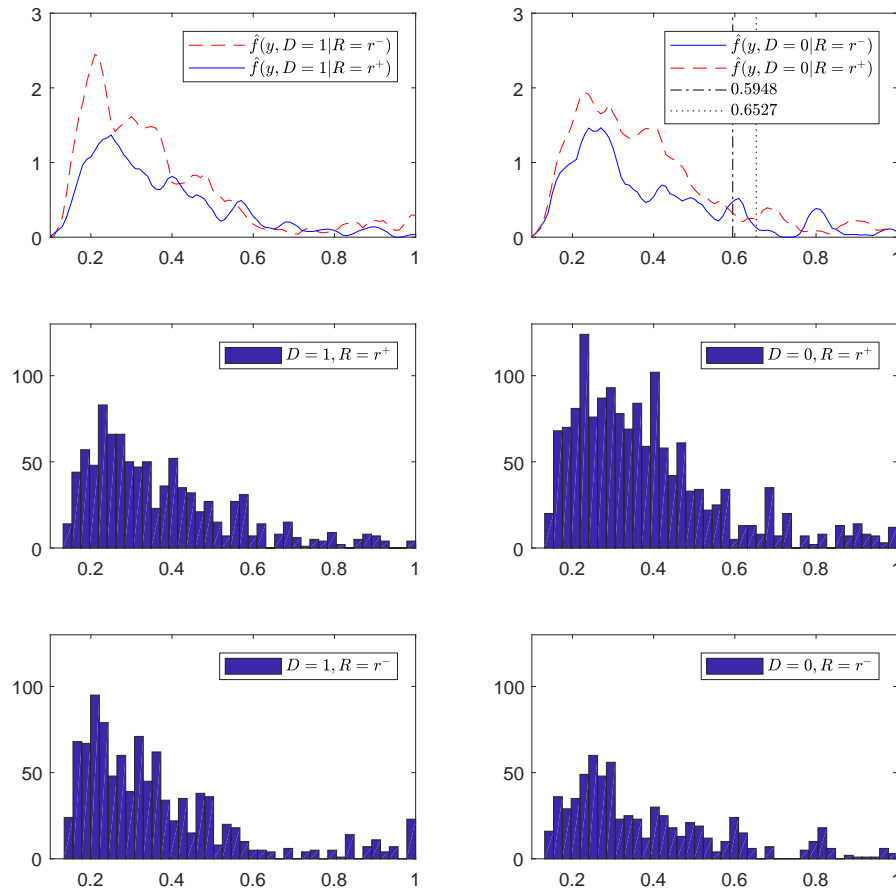 3
2
1
0
0.2 0.4 0.6 0.8 1
f̂(y, D = 1|R = r⁻)
f̂(y, D = 1|R = r⁺)
3
2
1
0
0.2 0.4 0.6 0.8 1
f̂(y, D = 0|R = r⁻)
f̂(y, D = 0|R = r⁺)
0.5948
0.6527
100
50
0
0.2 0.4 0.6 0.8 1
D = 1, R = r⁺
100
50
0
0.2 0.4 0.6 0.8 1
D = 0, R = r⁺
100
50
0
0.2 0.4 0.6 0.8 1
D = 1, R = r⁻
100
50
0
0.2 0.4 0.6 0.8 1
D = 0, R = r⁻